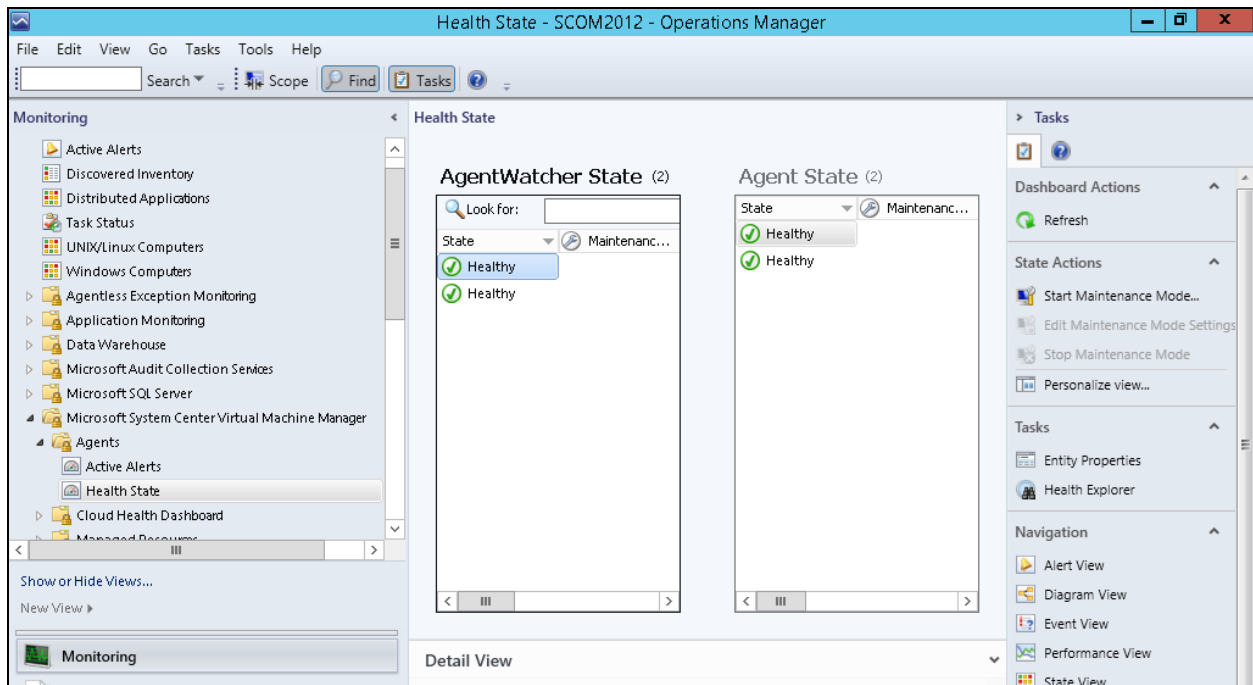 Health State - SCOM2012 - Operations Manager
File Edit View Go Tasks Tools Help
Search Scope Find Tasks
Monitoring
Active Alerts
Discovered Inventory
Distributed Applications
Task Status
UNIX/Linux Computers
Windows Computers
Agentless Exception Monitoring
Application Monitoring
Data Warehouse
Microsoft Audit Collection Services
Microsoft SQL Server
Microsoft System Center Virtual Machine Manager
Agents
Active Alerts
Health State
Cloud Health Dashboard
Managed Resources
Show or Hide Views...
New View
Monitoring
Health State
AgentWatcher State (2)
Look for:
State Maintenanc...
Healthy
Healthy
Agent State (2)
State Maintenanc...
Healthy
Healthy
Detail View
Tasks
Dashboard Actions
Refresh
State Actions
Start Maintenance Mode...
Edit Maintenance Mode Settings
Stop Maintenance Mode
Personalize view...
Tasks
Entity Properties
Health Explorer
Navigation
Alert View
Diagram View
Event View
Performance View
State View